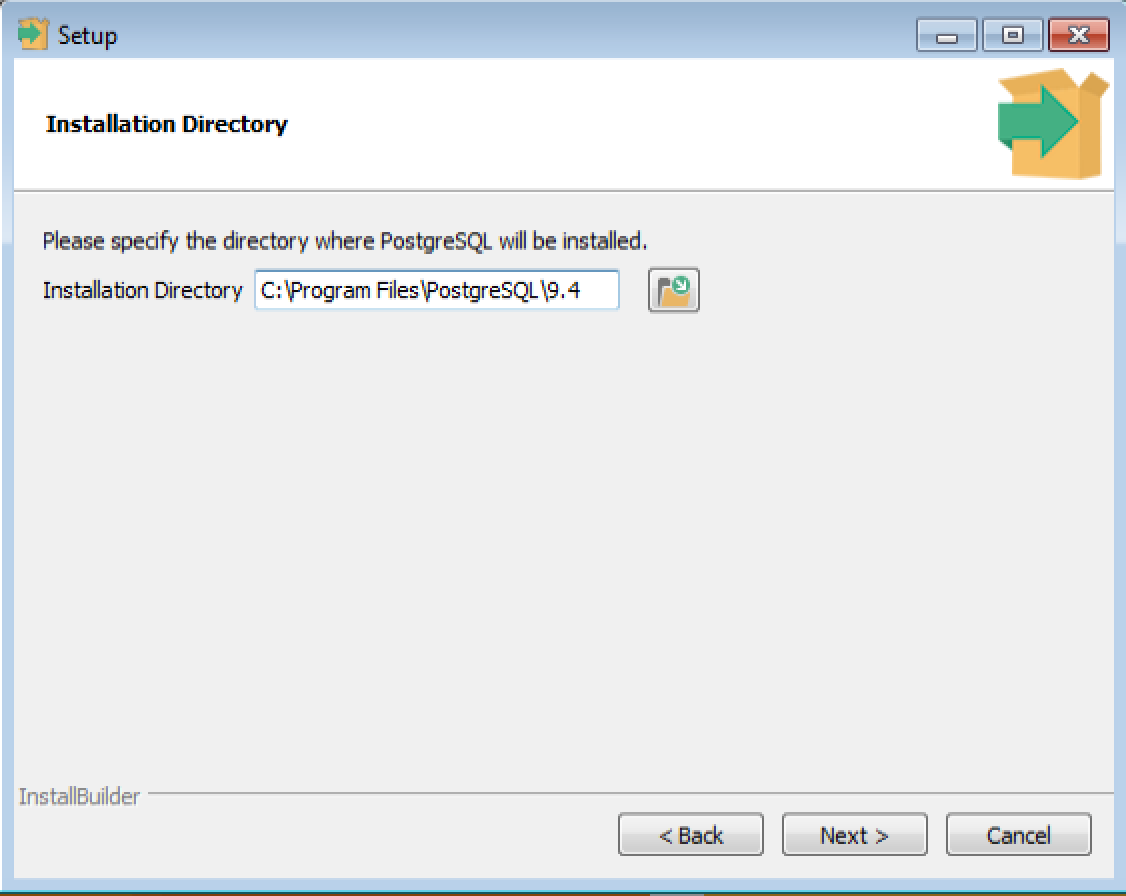 Setup
Installation Directory
Please specify the directory where PostgreSQL will be installed.
Installation Directory C:\Program Files\PostgreSQL\9.4
InstallBuilder
< Back Next > Cancel